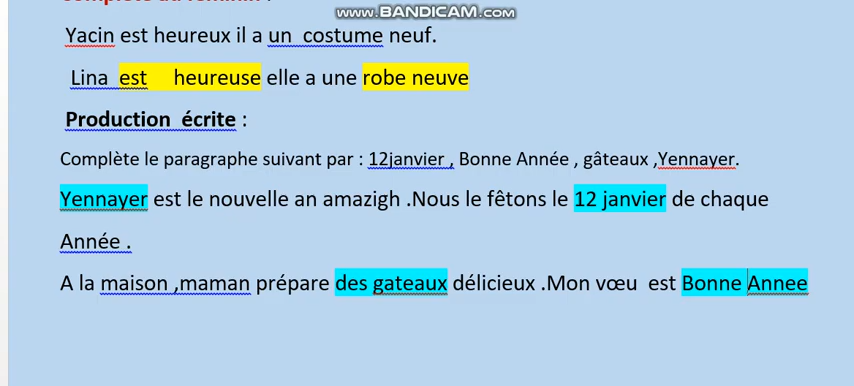 www.BANDICAM.com
Yacin est heureux il a un costume neuf.
Lina est heureuse elle a une robe neuve
Production écrite :
Complète le paragraphe suivant par : 12janvier , Bonne Année , gâteaux ,Yennayer.
Yennayer est le nouvelle an amazigh .Nous le fêtons le 12 janvier de chaque
Année .
A la maison ,maman prépare des gateaux délicieux .Mon vœu est Bonne Annee